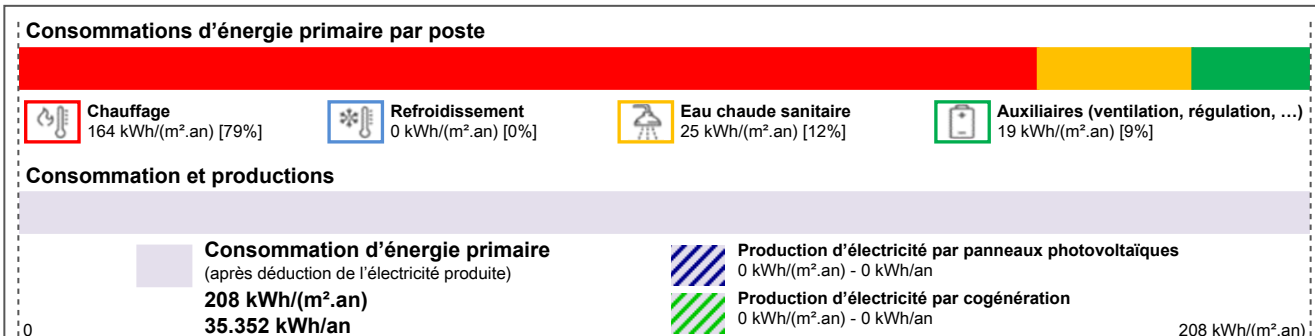 Consommations d’énergie primaire par poste
Chauffage
164 kWh/(m².an) [79%]
Refroidissement
0 kWh/(m².an) [0%]
Eau chaude sanitaire
25 kWh/(m².an) [12%]
Auxiliaires (ventilation, régulation, …)
19 kWh/(m².an) [9%]
Consommation et productions
Consommation d’énergie primaire
(après déduction de l’électricité produite)
208 kWh/(m².an)
35.352 kWh/an
Production d’électricité par panneaux photovoltaïques
0 kWh/(m².an) - 0 kWh/an
Production d’électricité par cogénération
0 kWh/(m².an) - 0 kWh/an
0
208 kWh/(m².an)